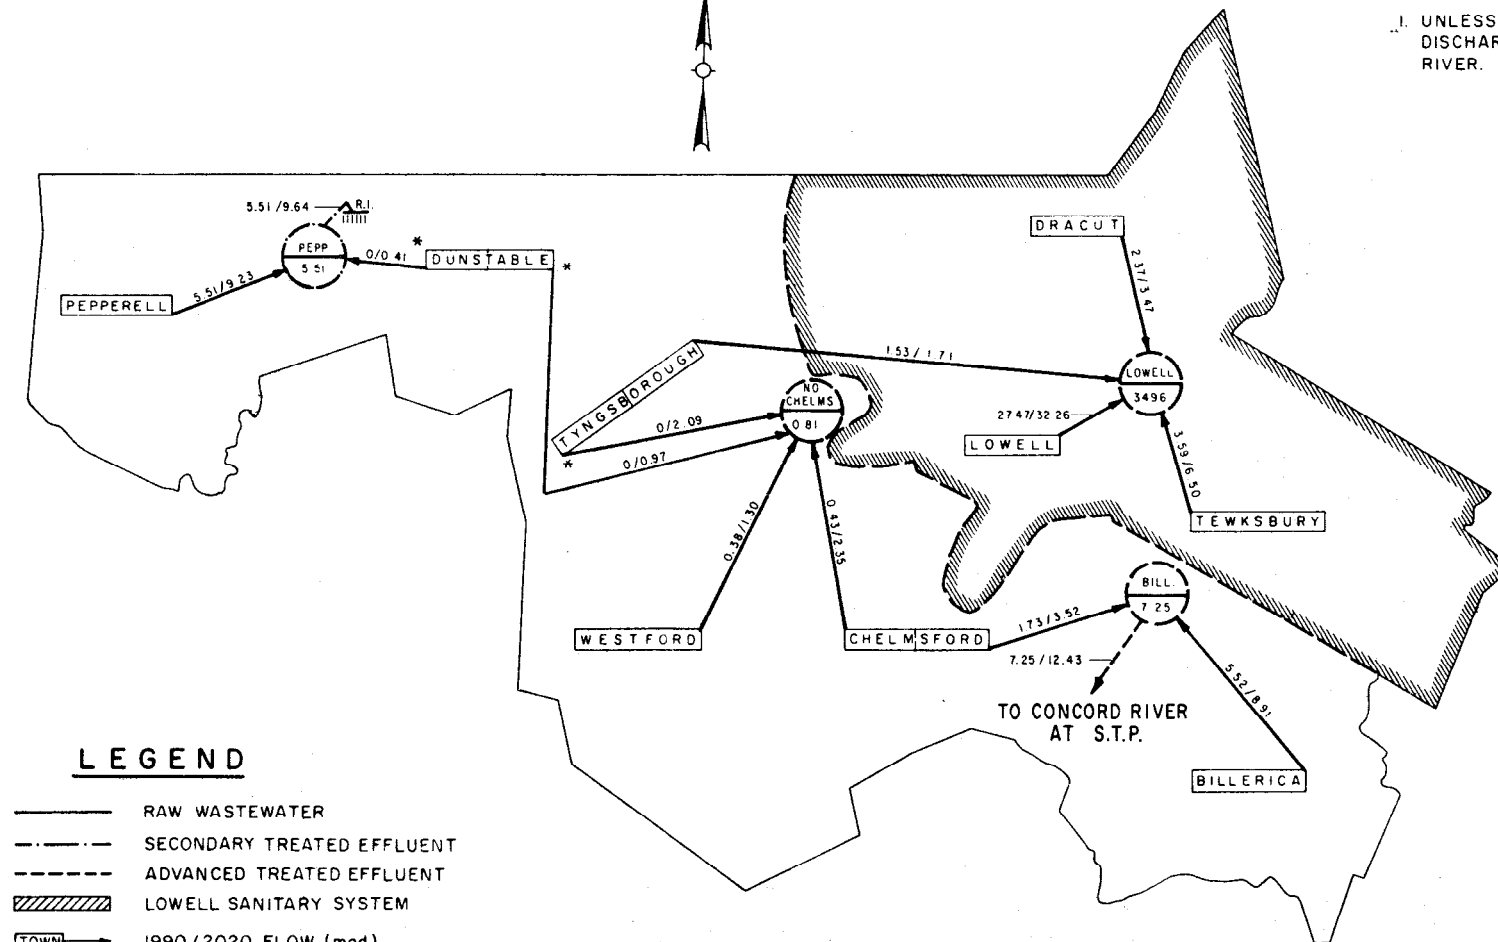 1. UNLESS
DISCHAR
RIVER.
5.51/9.64
R.I.
PEPP
5.51
0/0.41
*
DUNSTABLE
*
5.51/9.23
PEPPERELL
DRACUT
2.37/3.47
TYNGSBOROUGH
*
1.53/1.71
LOWELL
3496
27.47/32.26
LOWELL
3.59/6.50
TEWKSBURY
NO
CHELMS
0.81
0/2.09
0/0.97
0.38/1.30
0.43/2.35
WESTFORD
CHELMSFORD
1.73/3.52
BILL.
7.25
7.25/12.43
TO CONCORD RIVER
AT S.T.P.
5.52/8.91
BILLERICA
LEGEND
RAW WASTEWATER
SECONDARY TREATED EFFLUENT
ADVANCED TREATED EFFLUENT
LOWELL SANITARY SYSTEM
TOWN 1990/2020 FLOW (mgd)